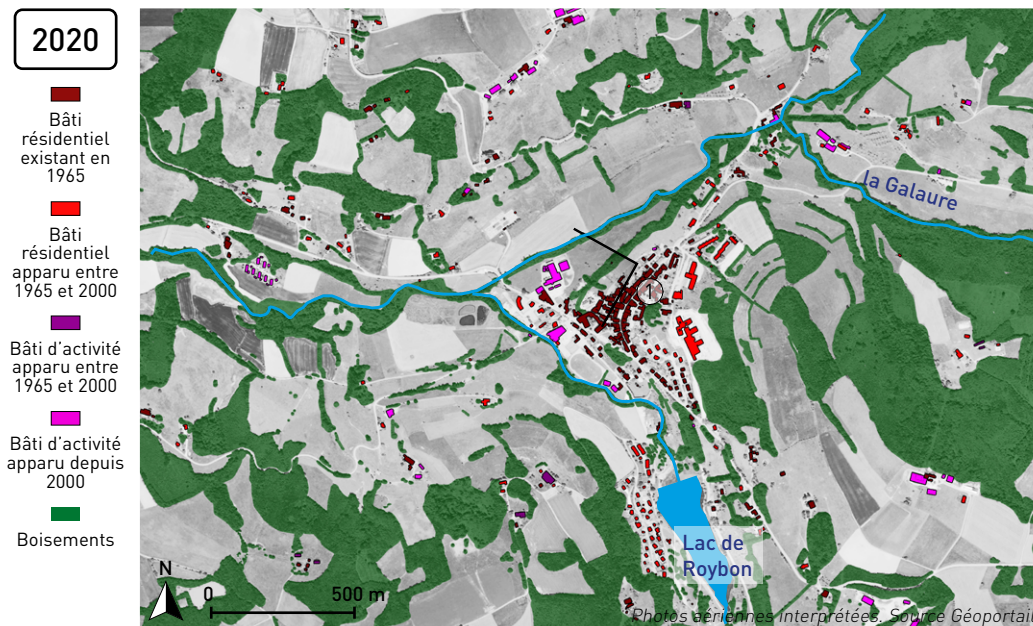 2020
Bâti
résidentiel
existant en
1965
Bâti
résidentiel
apparu entre
1965 et 2000
Bâti d'activité
apparu entre
1965 et 2000
Bâti d'activité
apparu depuis
2000
Boisements
la Galaure
1
Lac de
Roybon
N
0 500 m
Photos aériennes interprétées. Source Géoportail